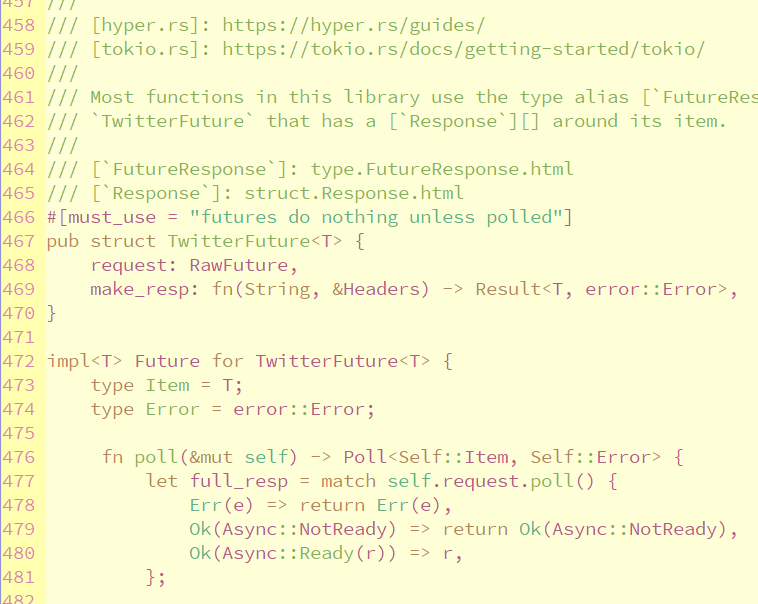 457 ///
458 /// [hyper.rs]: https://hyper.rs/guides/
459 /// [tokio.rs]: https://tokio.rs/docs/getting-started/tokio/
460 ///
461 /// Most functions in this library use the type alias [`FutureRes
462 /// `TwitterFuture` that has a [`Response`][] around its item.
463 ///
464 /// [`FutureResponse`]: type.FutureResponse.html
465 /// [`Response`]: struct.Response.html
466 #[must_use = "futures do nothing unless polled"]
467 pub struct TwitterFuture<T> {
468     request: RawFuture,
469     make_resp: fn(String, &Headers) -> Result<T, error::Error>,
470 }
471
472 impl<T> Future for TwitterFuture<T> {
473     type Item = T;
474     type Error = error::Error;
475
476      fn poll(&mut self) -> Poll<Self::Item, Self::Error> {
477          let full_resp = match self.request.poll() {
478              Err(e) => return Err(e),
479              Ok(Async::NotReady) => return Ok(Async::NotReady),
480              Ok(Async::Ready(r)) => r,
481          };
482